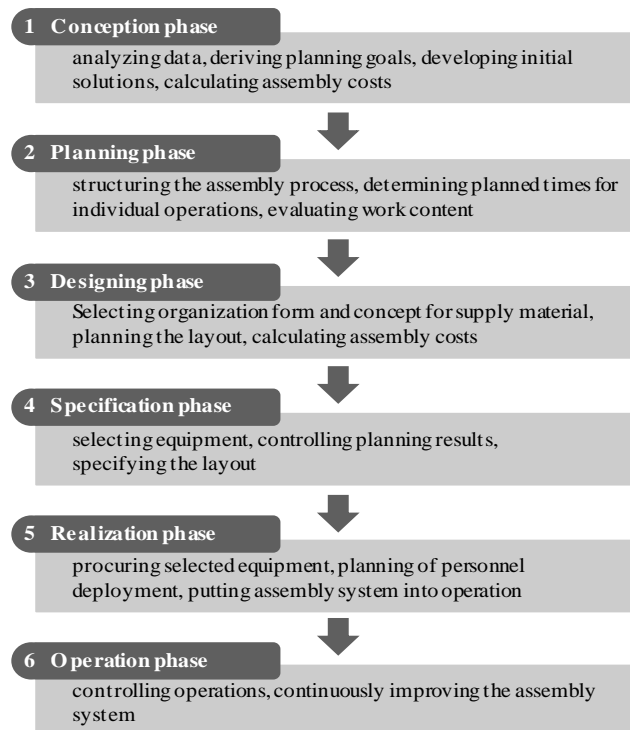 1 Conception phase
analyzing data, deriving planning goals, developing initial
solutions, calculating assembly costs
2 Planning phase
structuring the assembly process, determining planned times for
individual operations, evaluating work content
3 Designing phase
Selecting organization form and concept for supply material,
planning the layout, calculating assembly costs
4 Specification phase
selecting equipment, controlling planning results,
specifying the layout
5 Realization phase
procuring selected equipment, planning of personnel
deployment, putting assembly system into operation
6 Operation phase
controlling operations, continuously improving the assembly
system